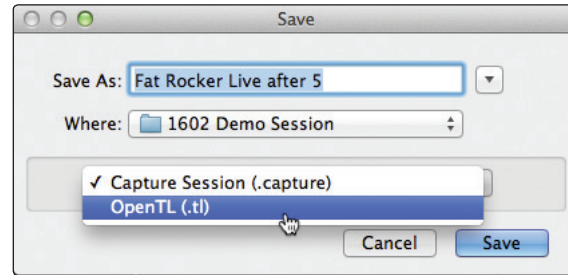 Save
Save As: Fat Rocker Live after 5
Where: 1602 Demo Session
✓ Capture Session (.capture)
OpenTL (.tl)
Cancel Save